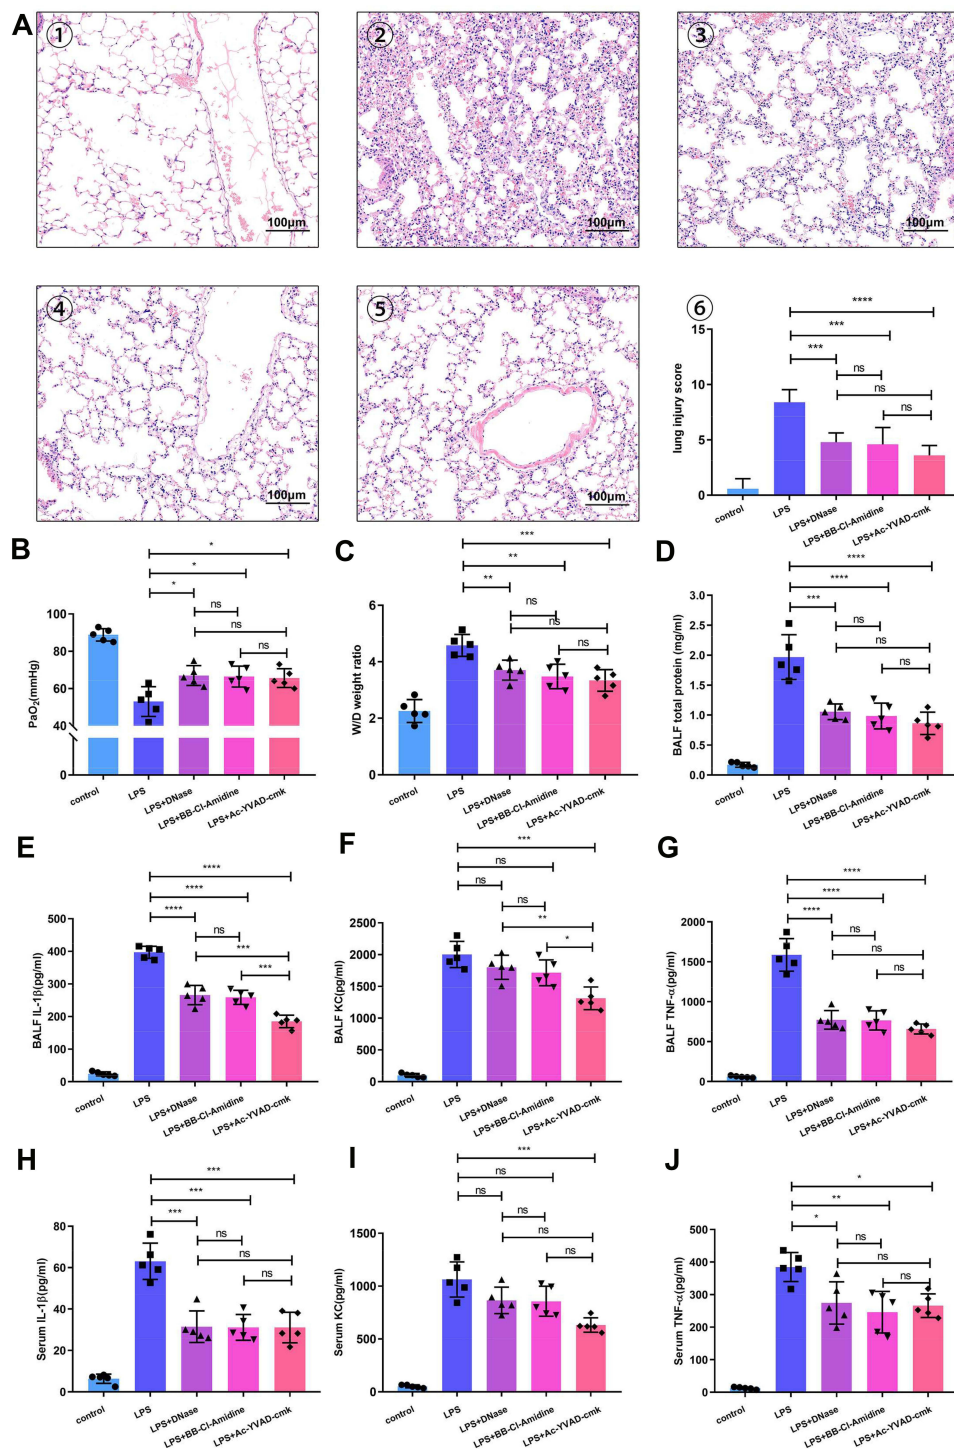 A
①
100μm
②
100μm
③
100μm
④
100μm
⑤
100μm
⑥
****
***
***
ns
ns
ns
15
10
5
0
lung injury score
control
LPS
LPS+DNase
LPS+BB-Cl-Amidine
LPS+Ac-YVAD-cmk
B
*
*
*
ns
ns
ns
100
80
60
40
0
PaO2(mmHg)
control
LPS
LPS+DNase
LPS+BB-Cl-Amidine
LPS+Ac-YVAD-cmk
C
***
**
**
ns
ns
ns
6
4
2
0
W/D weight ratio
control
LPS
LPS+DNase
LPS+BB-Cl-Amidine
LPS+Ac-YVAD-cmk
D
****
****
***
ns
ns
ns
3.0
2.5
2.0
1.5
1.0
0.5
0.0
BALF total protein (mg/ml)
control
LPS
LPS+DNase
LPS+BB-Cl-Amidine
LPS+Ac-YVAD-cmk
E
****
****
****
ns
***
***
500
400
300
200
100
0
BALF IL-1β(pg/ml)
control
LPS
LPS+DNase
LPS+BB-Cl-Amidine
LPS+Ac-YVAD-cmk
F
***
ns
ns
ns
**
*
2500
2000
1500
1000
500
0
BALF KC(pg/ml)
control
LPS
LPS+DNase
LPS+BB-Cl-Amidine
LPS+Ac-YVAD-cmk
G
****
****
****
ns
ns
ns
2000
1500
1000
500
0
BALF TNF-α(pg/ml)
control
LPS
LPS+DNase
LPS+BB-Cl-Amidine
LPS+Ac-YVAD-cmk
H
***
***
***
ns
ns
ns
80
60
40
20
0
Serum IL-1β(pg/ml)
control
LPS
LPS+DNase
LPS+BB-Cl-Amidine
LPS+Ac-YVAD-cmk
I
***
ns
ns
ns
ns
ns
1500
1000
500
0
Serum KC(pg/ml)
control
LPS
LPS+DNase
LPS+BB-Cl-Amidine
LPS+Ac-YVAD-cmk
J
*
**
*
ns
ns
ns
500
400
300
200
100
0
Serum TNF-α(pg/ml)
control
LPS
LPS+DNase
LPS+BB-Cl-Amidine
LPS+Ac-YVAD-cmk